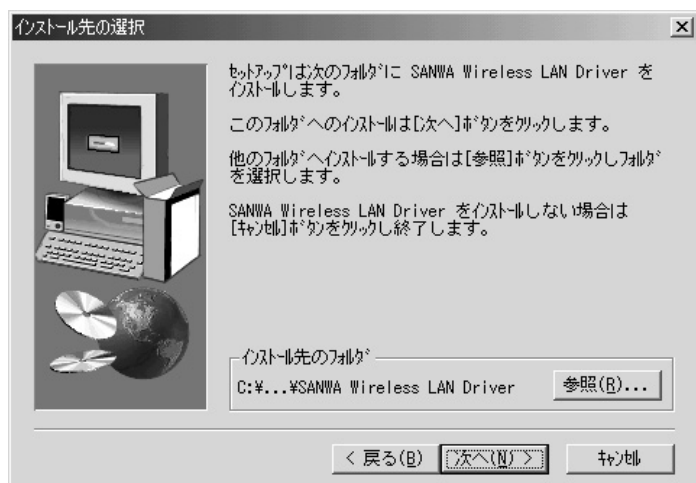 インストール先の選択
セットアップは次のフォルダに SANWA Wireless LAN Driver を
インストールします。
このフォルダへのインストールは[次へ]ボタンをクリックします。
他のフォルダへインストールする場合は[参照]ボタンをクリックしフォルダ
を選択します。
SANWA Wireless LAN Driver をインストールしない場合は
[キャンセル]ボタンをクリックし終了します。
インストール先のフォルダ
C:¥...¥SANWA Wireless LAN Driver
参照(R)...
< 戻る(B)
次へ(N) >
キャンセル